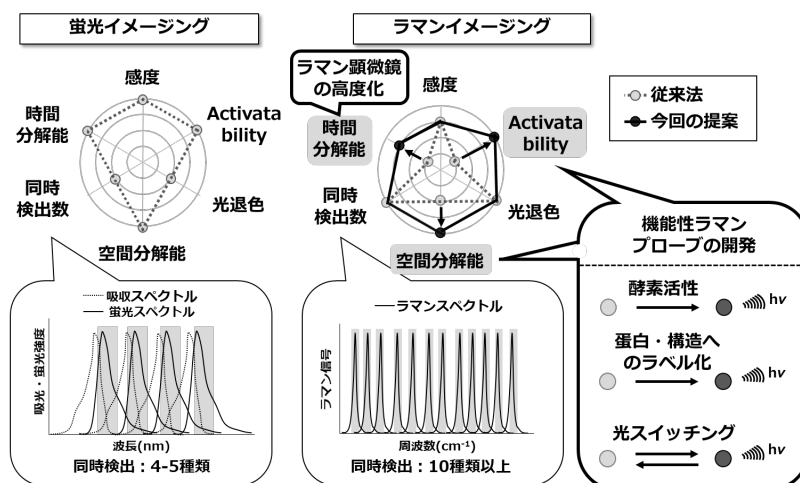 蛍光イメージング
感度
時間
分解能
Activata
bility
同時
検出数
光退色
空間分解能
吸収スペクトル
蛍光スペクトル
吸光・蛍光強度
波長(nm)
同時検出：4-5種類
ラマンイメージング
ラマン顕微鏡
の高度化
感度
時間
分解能
Activata
bility
同時
検出数
光退色
空間分解能
ラマンスペクトル
ラマン信号
周波数(cm⁻¹)
同時検出：10種類以上
従来法
今回の提案
機能性ラマン
プローブの開発
酵素活性
hν
蛋白・構造へ
のラベル化
hν
光スイッチング
hν